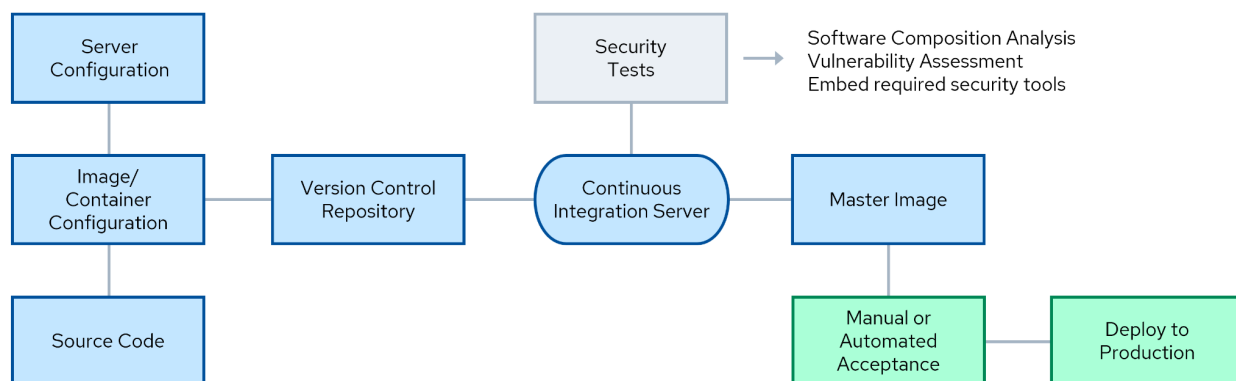 Server
Configuration
Security
Tests
Software Composition Analysis
Vulnerability Assessment
Embed required security tools
Image/
Container
Configuration
Version Control
Repository
Continuous
Integration Server
Master Image
Source Code
Manual or
Automated
Acceptance
Deploy to
Production